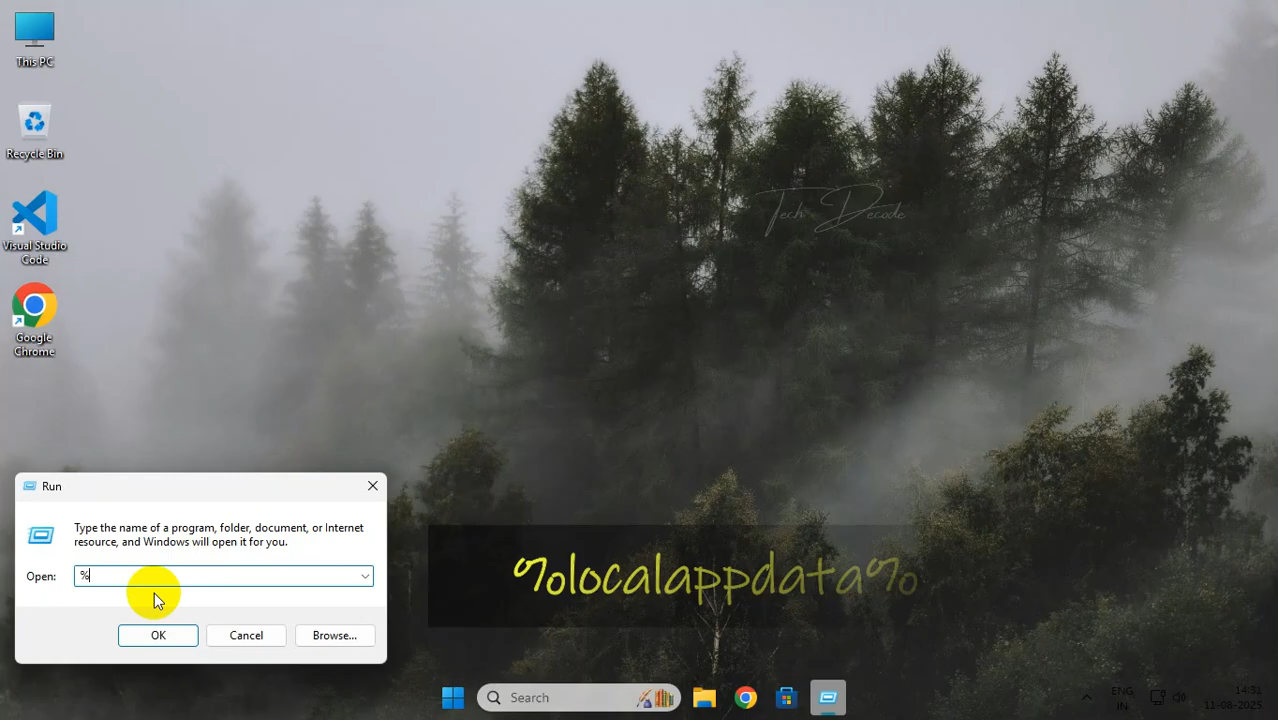 This PC
Recycle Bin
Visual Studio
Code
Google
Chrome
Tech Decode
Run
Type the name of a program, folder, document, or Internet
resource, and Windows will open it for you.
Open:
%
OK
Cancel
Browse...
%localappdata%
Search
ENG
IN
14:31
11-08-2025